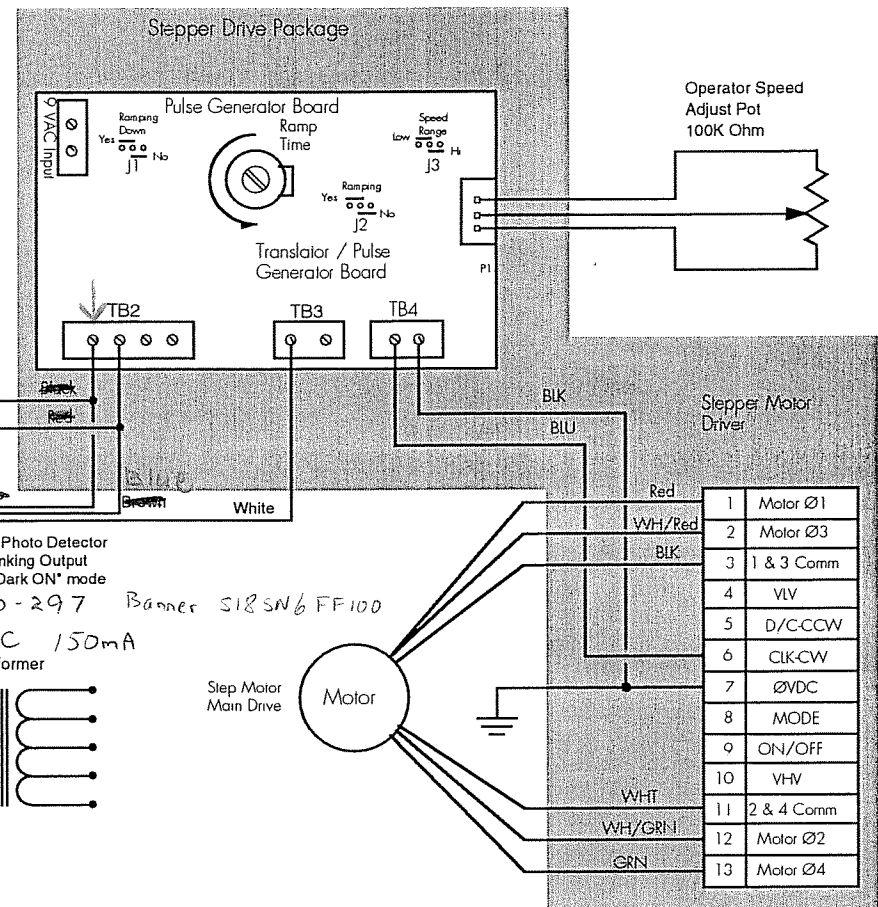 Stepper Drive Package
9 VAC Input
Pulse Generator Board
Ramping
Down
Yes
No
J1
Ramp
Time
Speed
Range
Low
Hi
J3
Ramping
Yes
No
J2
Translator / Pulse
Generator Board
P1
Operator Speed
Adjust Pot
100K Ohm
TB2
TB3
TB4
Black
Red
BLK
BLU
Stepper Motor
Driver
Blue
Brown
White
Photo Detector
nking Output
Dark ON" mode
-297 Banner S18SN6FF100
C 150mA
ormer
Step Motor
Main Drive
Motor
Red
WH/Red
BLK
WHT
WH/GRN
GRN
1 Motor Ø1
2 Motor Ø3
3 1 & 3 Comm
4 VLV
5 D/C-CCW
6 CLK-CW
7 ØVDC
8 MODE
9 ON/OFF
10 VHV
11 2 & 4 Comm
12 Motor Ø2
13 Motor Ø4